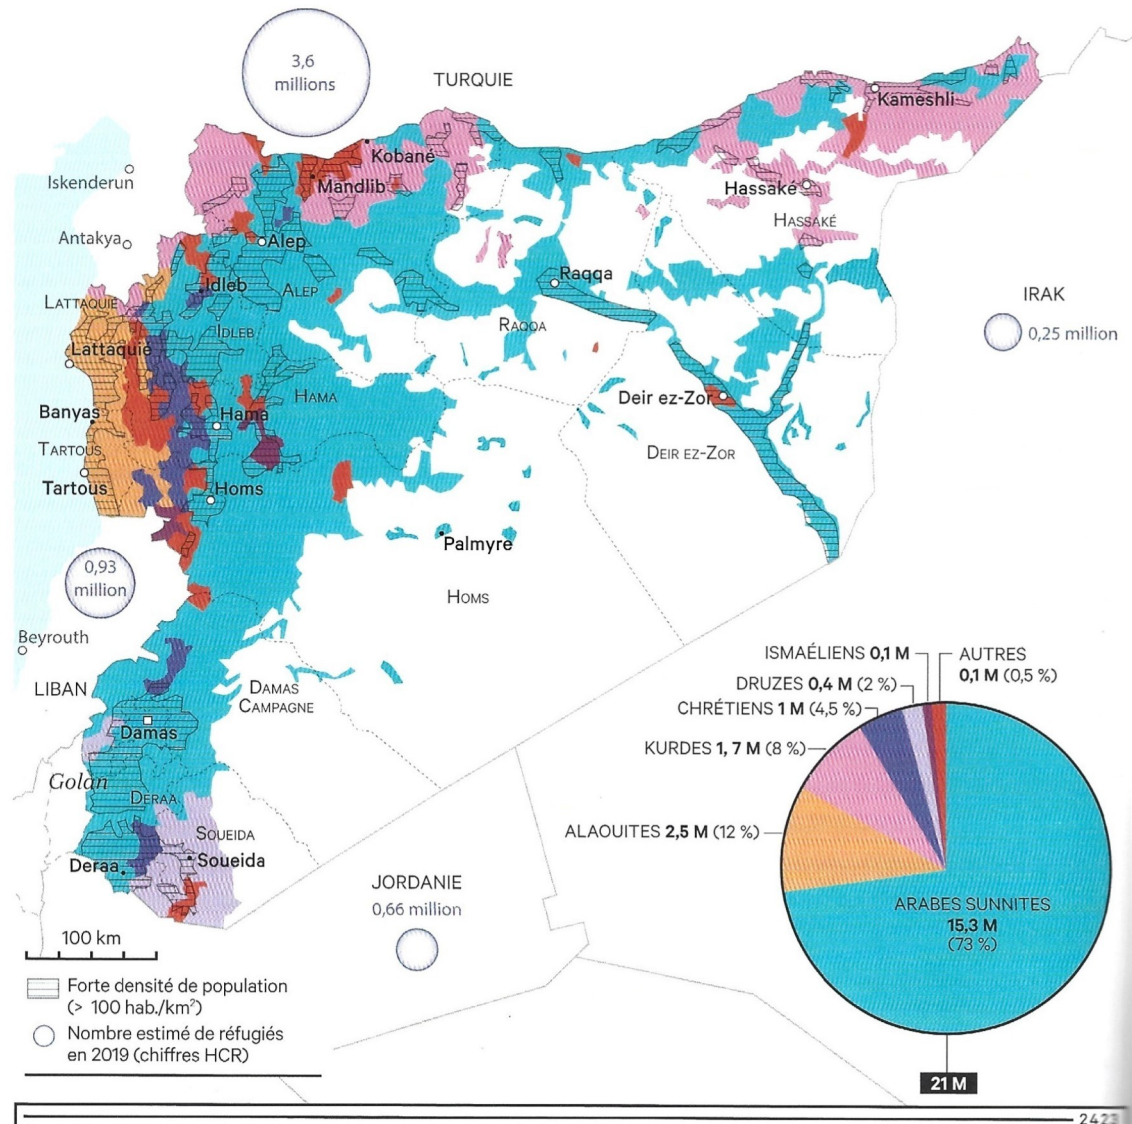 3,6
millions
TURQUIE
Kameshli
Kobané
Mandlib
Iskenderun
Hassaké
HASSAKÉ
Antakya
Alep
Idleb
ALEP
Raqqa
LATTAQUIÉ
IRAK
IDLEB
RAQQA
0,25 million
Lattaquié
HAMA
Deir ez-Zor
Banyas
Hama
TARTOUS
DEIR EZ-ZOR
Tartous
Homs
Palmyre
0,93
million
HOMS
Beyrouth
LIBAN
DAMAS
CAMPAGNE
Damas
Golan
DERAA
SOUEIDA
Soueida
Deraa
JORDANIE
0,66 million
100 km
Forte densité de population
(> 100 hab./km²)
Nombre estimé de réfugiés
en 2019 (chiffres HCR)
ISMAÉLIENS 0,1 M
AUTRES
0,1 M (0,5 %)
DRUZES 0,4 M (2 %)
CHRÉTIENS 1 M (4,5 %)
KURDES 1, 7 M (8 %)
ALAOUITES 2,5 M (12 %)
ARABES SUNNITES
15,3 M
(73 %)
21 M
2423